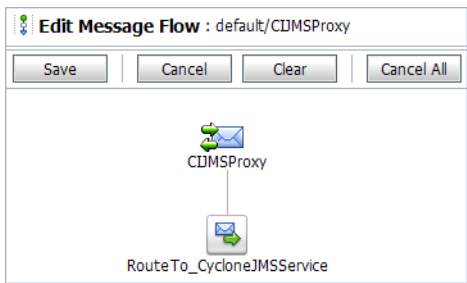 Edit Message Flow : default/CIJMSProxy
Save Cancel Clear Cancel All
CIJMSProxy
RouteTo_CycloneJMSService